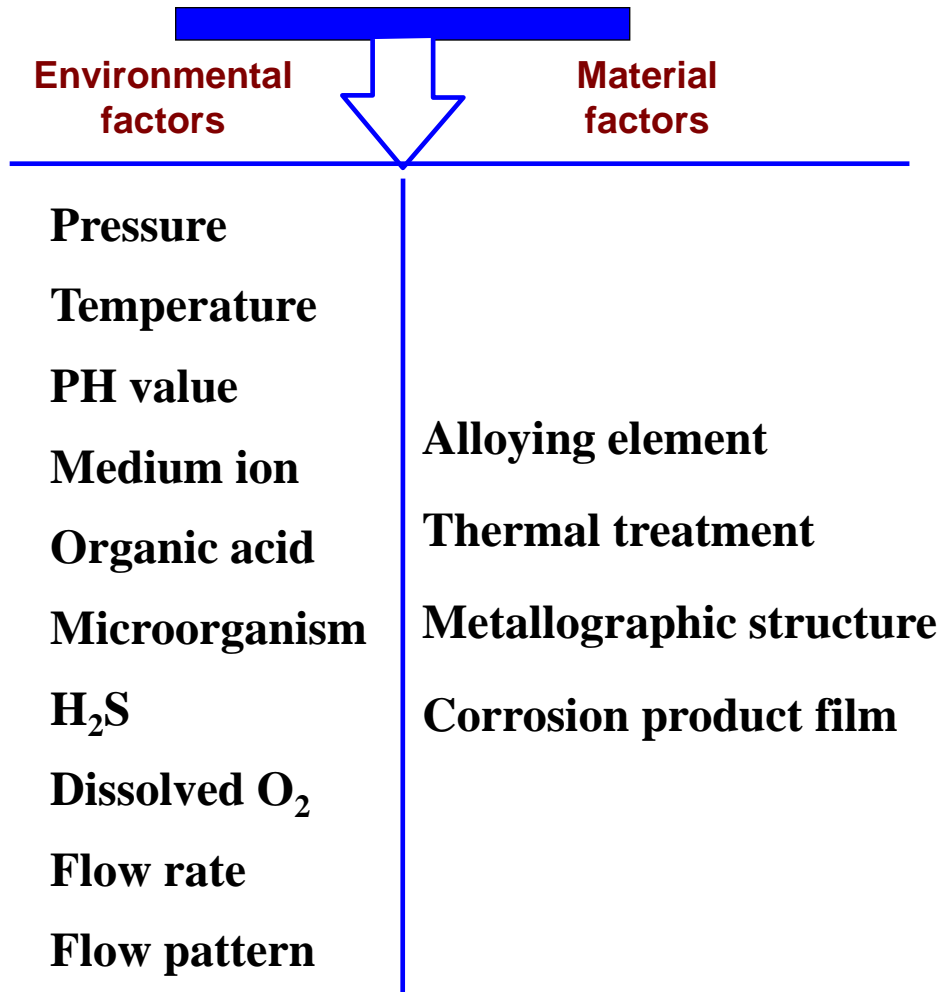 Environmental
factors
Material
factors
Pressure
Temperature
PH value
Medium ion
Organic acid
Microorganism
H₂S
Dissolved O₂
Flow rate
Flow pattern
Alloying element
Thermal treatment
Metallographic structure
Corrosion product film